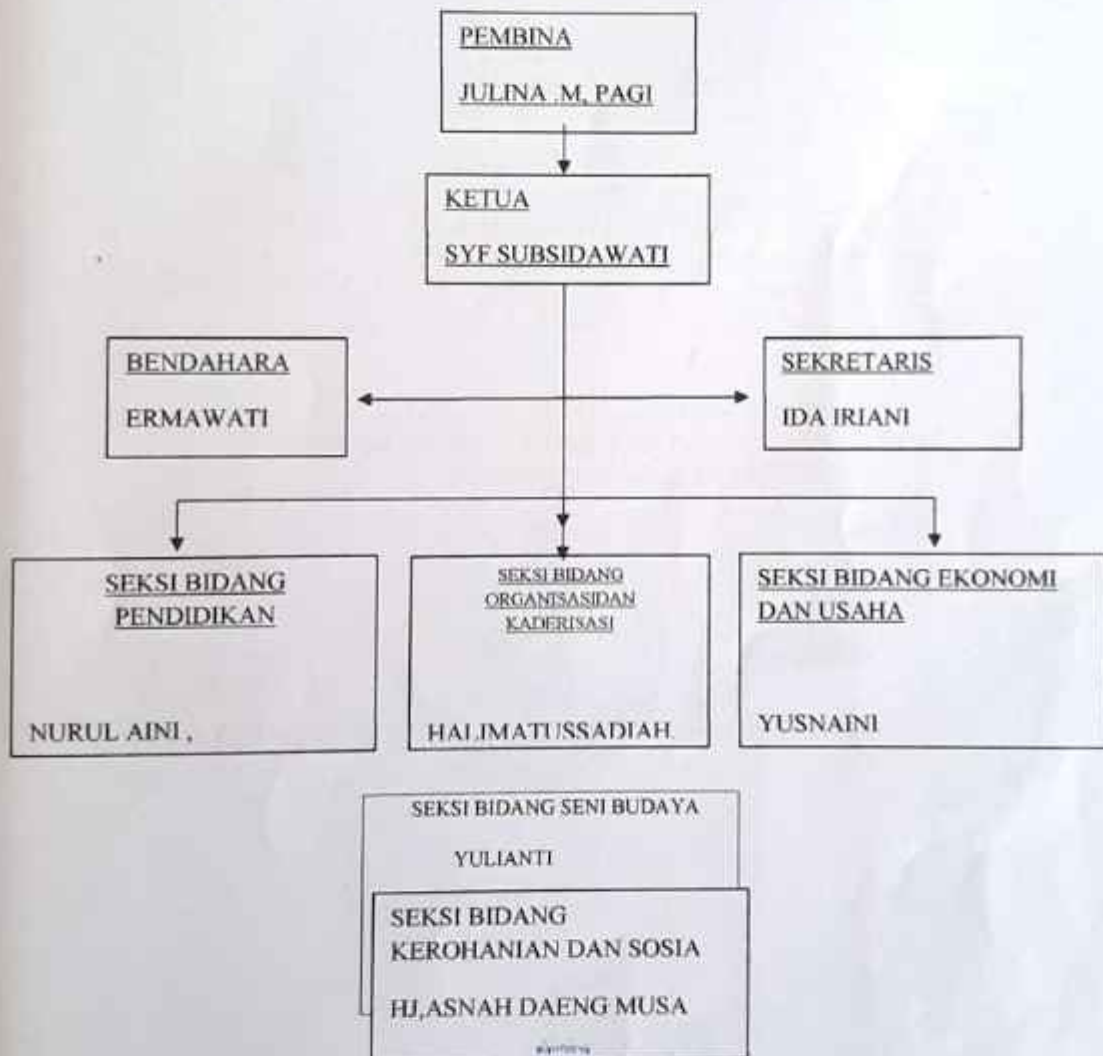 PEMBINA
JULINA .M, PAGI
KETUA
SYF SUBSIDAWATI
BENDAHARA
ERMAWATI
SEKRETARIS
IDA IRIANI
SEKSI BIDANG
PENDIDIKAN
NURUL AINI ,
SEKSI BIDANG
ORGANISASIDAN
KADERISASI
HALIMATUSSADIAH.
SEKSI BIDANG EKONOMI
DAN USAHA
YUSNAINI
SEKSI BIDANG SENI BUDAYA
YULIANTI
SEKSI BIDANG
KEROHANIAN DAN SOSIA
HJ,ASNAH DAENG MUSA